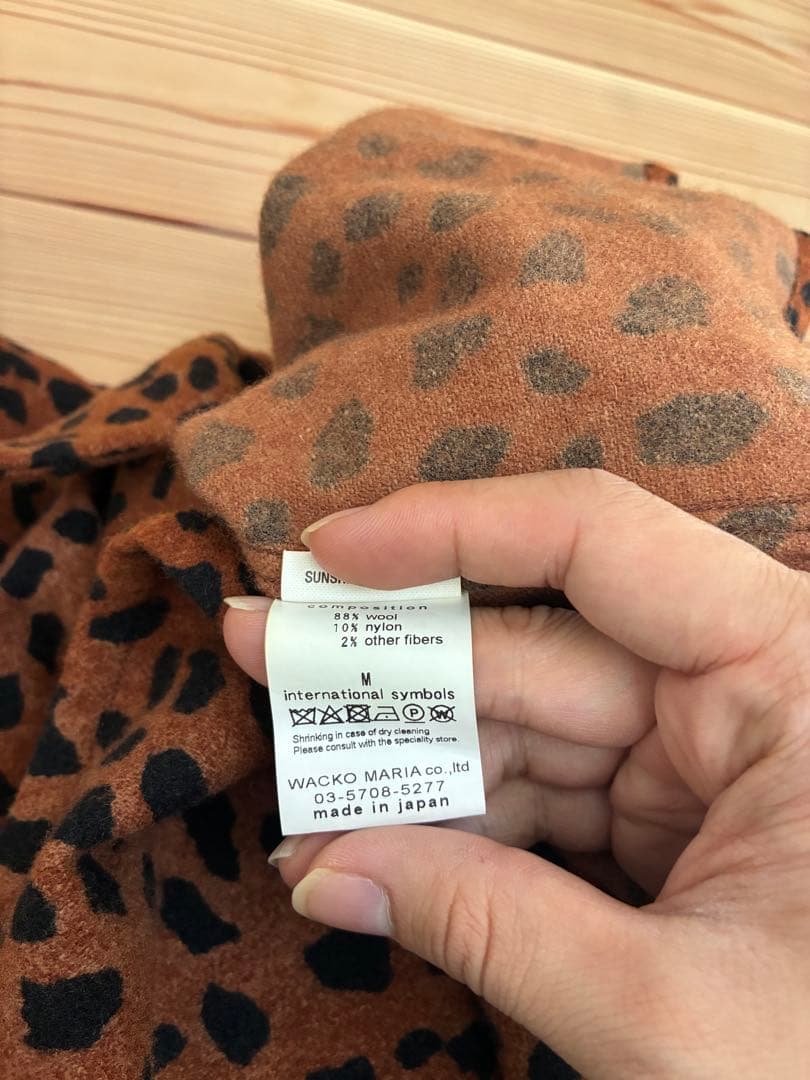 composition
88% wool
10% nylon
2% other fibers
M
international symbols
P W
Shrinking in case of dry cleaning
Please consult with the speciality store.
WACKO MARIA co.,ltd
03-5708-5277
made in japan